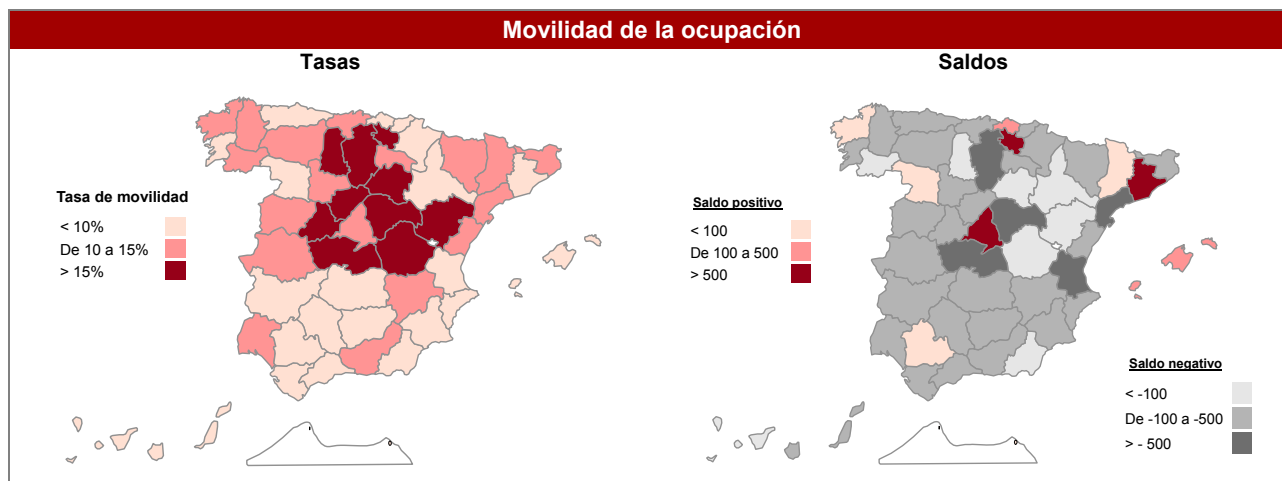 Movilidad de la ocupación
Tasas
Saldos
Tasa de movilidad
< 10%
De 10 a 15%
> 15%
Saldo positivo
< 100
De 100 a 500
> 500
Saldo negativo
< -100
De -100 a -500
> - 500